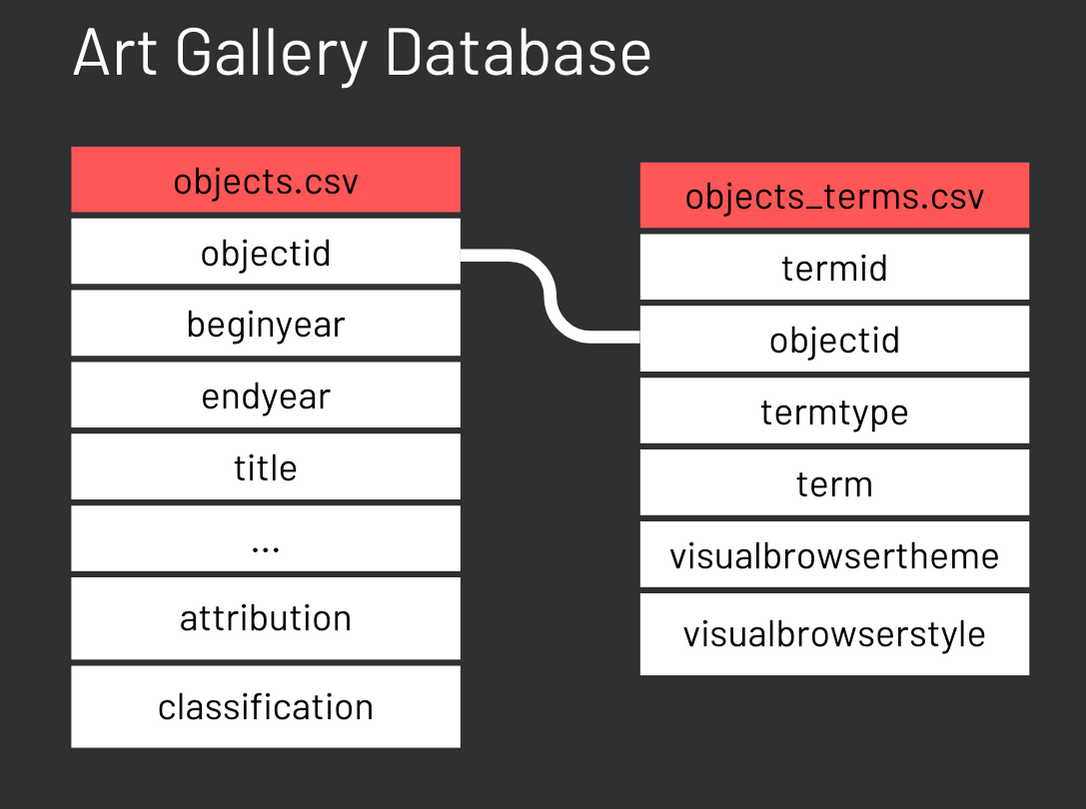 Art Gallery Database
objects.csv
objectid
beginyear
endyear
title
...
attribution
classification
objects_terms.csv
termid
objectid
termtype
term
visualbrowsertheme
visualbrowserstyle